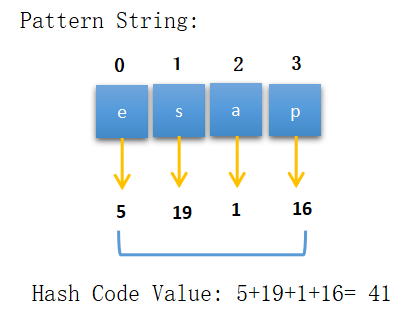 Pattern String:
0 1 2 3
e s a p
5 19 1 16
Hash Code Value: 5+19+1+16= 41